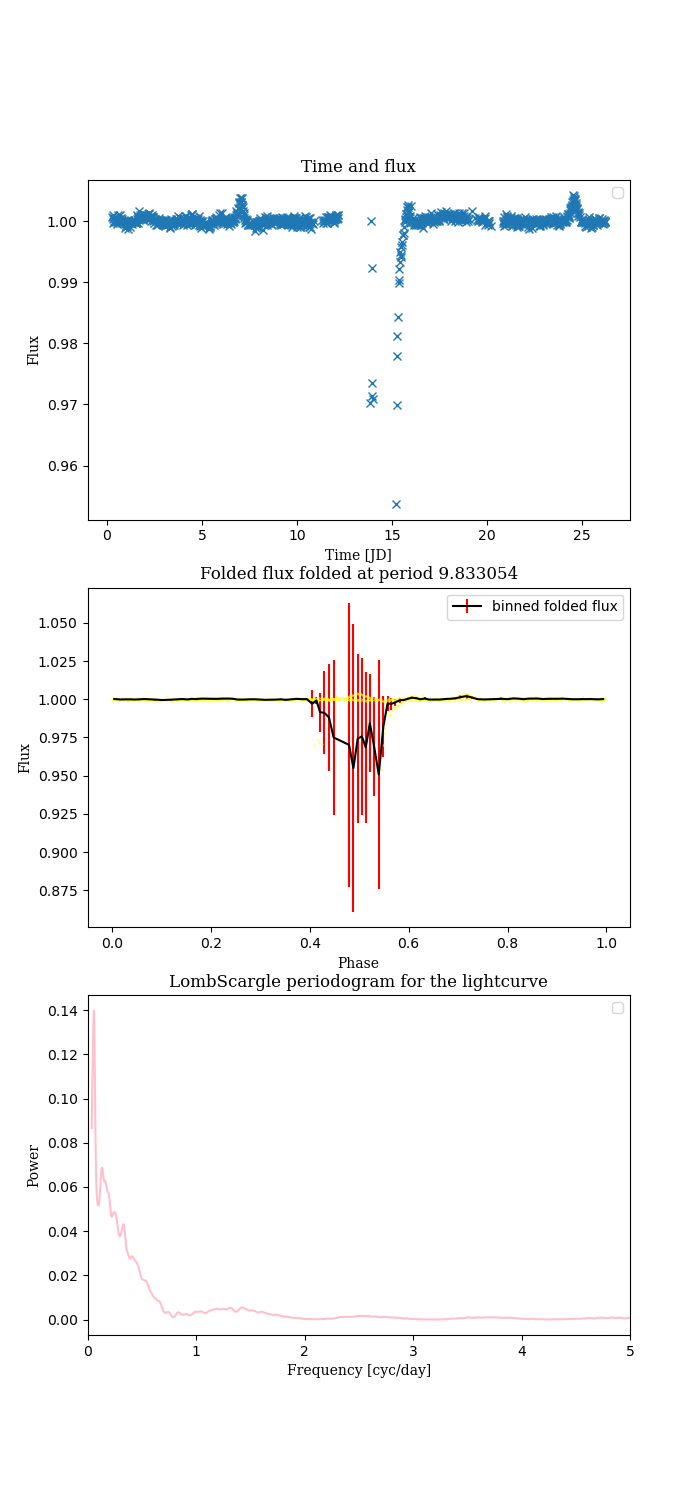 Time and flux
1.00
0.99
0.98
0.97
0.96
Flux
0 5 10 15 20 25
Time [JD]
Folded flux folded at period 9.833054
binned folded flux
1.050
1.025
1.000
0.975
0.950
0.925
0.900
0.875
Flux
0.0 0.2 0.4 0.6 0.8 1.0
Phase
LombScargle periodogram for the lightcurve
0.14
0.12
0.10
0.08
0.06
0.04
0.02
0.00
Power
0 1 2 3 4 5
Frequency [cyc/day]